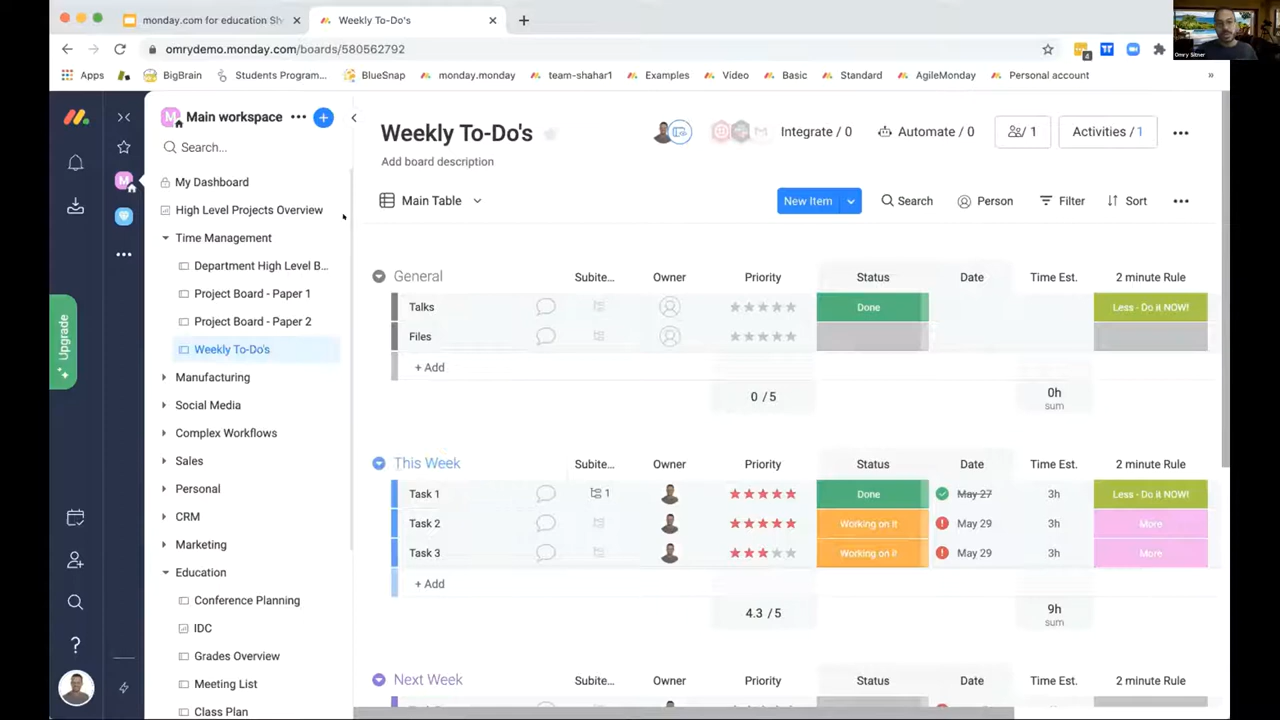 monday.com for education Sh
Weekly To-Do's
omrydemo.monday.com/boards/580562792
4
Omry Sitner
Apps
BigBrain
Students Program...
BlueSnap
monday.monday
team-shahar1
Examples
Video
Basic
Standard
AgileMonday
Personal account
»
M
Main workspace
Search...
My Dashboard
High Level Projects Overview
Time Management
Department High Level B...
Project Board - Paper 1
Project Board - Paper 2
Weekly To-Do's
Manufacturing
Social Media
Complex Workflows
Sales
Personal
CRM
Marketing
Education
Conference Planning
IDC
Grades Overview
Meeting List
Class Plan
M
Upgrade
?
Weekly To-Do's
Add board description
Integrate / 0
Automate / 0
/ 1
Activities / 1
Main Table
New Item
Search
Person
Filter
Sort
General Subite... Owner Priority Status Date Time Est. 2 minute Rule
Talks Done Less - Do it NOW!
Files
+ Add
0 / 5 0h
sum
This Week Subite... Owner Priority Status Date Time Est. 2 minute Rule
Task 1 1 Done May 27 3h Less - Do it NOW!
Task 2 Working on it May 29 3h More
Task 3 Working on it May 29 3h More
+ Add
4.3 / 5 9h
sum
Next Week Subite... Owner Priority Status Date Time Est. 2 minute Rule